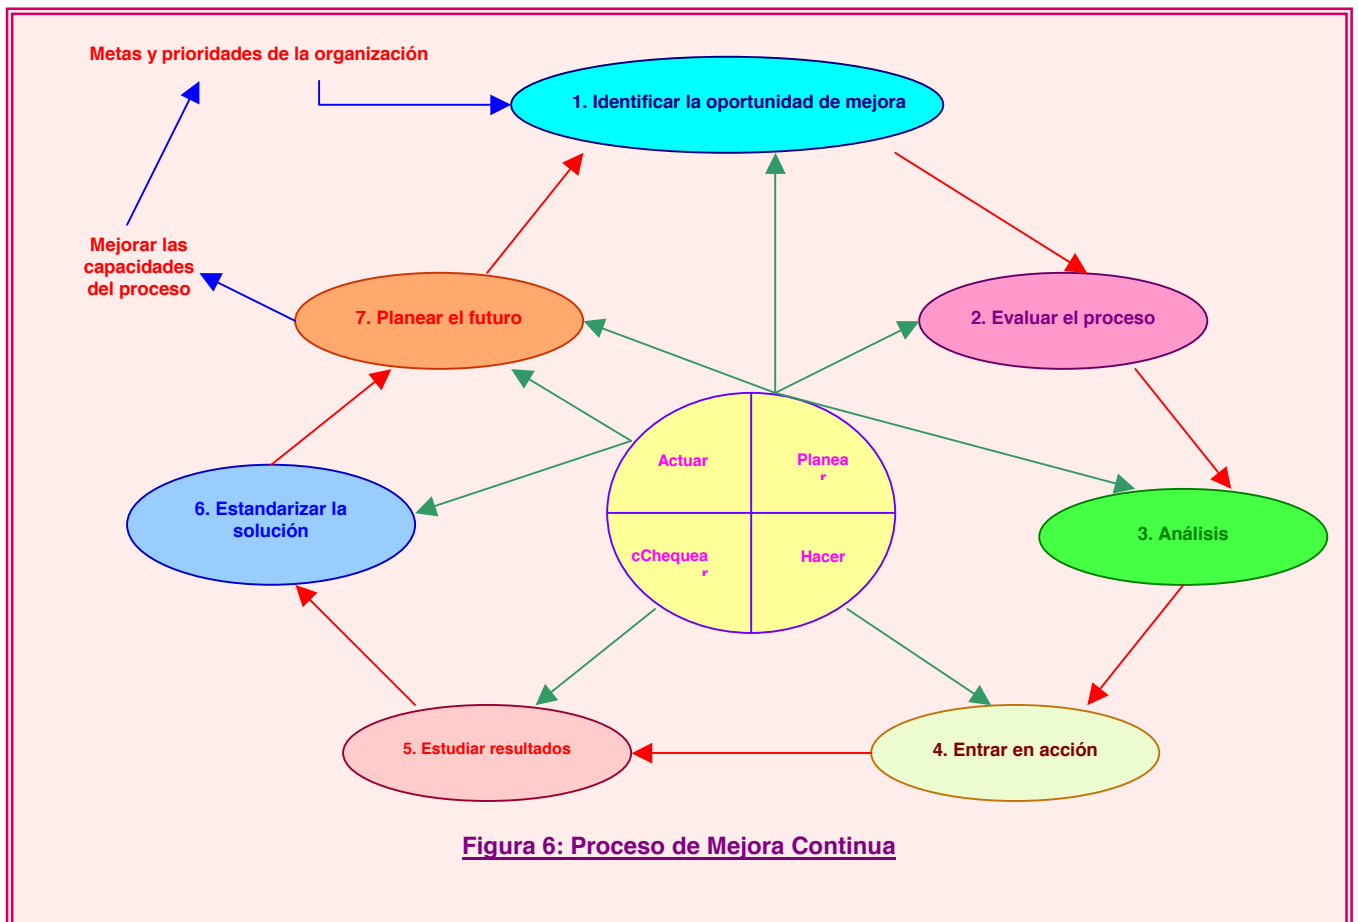 Metas y prioridades de la organización
1. Identificar la oportunidad de mejora
Mejorar las
capacidades
del proceso
7. Planear el futuro
2. Evaluar el proceso
Actuar
Planea
r
6. Estandarizar la
solución
3. Análisis
cChequea
r
Hacer
5. Estudiar resultados
4. Entrar en acción
Figura 6: Proceso de Mejora Continua